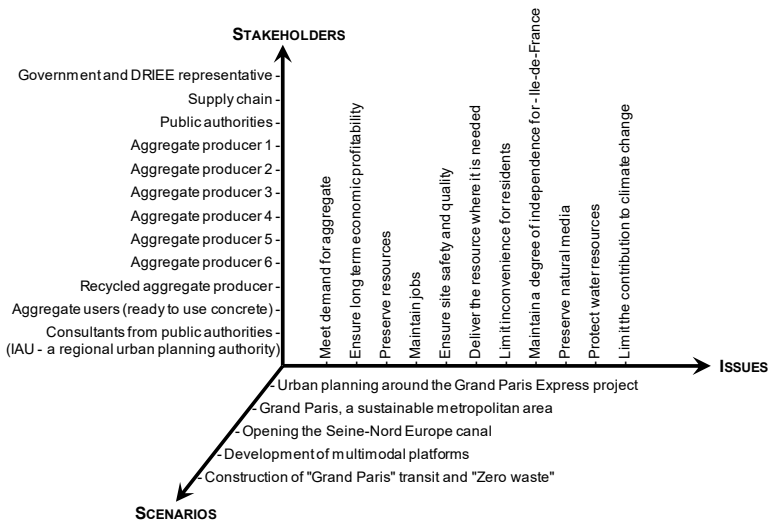 STAKEHOLDERS
Government and DRIEE representative -
Supply chain -
Public authorities -
Aggregate producer 1 -
Aggregate producer 2 -
Aggregate producer 3 -
Aggregate producer 4 -
Aggregate producer 5 -
Aggregate producer 6 -
Recycled aggregate producer -
Aggregate users (ready to use concrete) -
Consultants from public authorities -
(IAU - a regional urban planning authority)
Meet demand for aggregate -
Ensure long term economic profitability -
Preserve resources -
Maintain jobs -
Ensure site safety and quality -
Deliver the resource where it is needed -
Limit inconvenience for residents -
Maintain a degree of independence for - Ile-de-France -
Preserve natural media -
Protect water resources -
Limit the contribution to climate change -
ISSUES
- Urban planning around the Grand Paris Express project
- Grand Paris, a sustainable metropolitan area
- Opening the Seine-Nord Europe canal
- Development of multimodal platforms
- Construction of "Grand Paris" transit and "Zero waste"
SCENARIOS